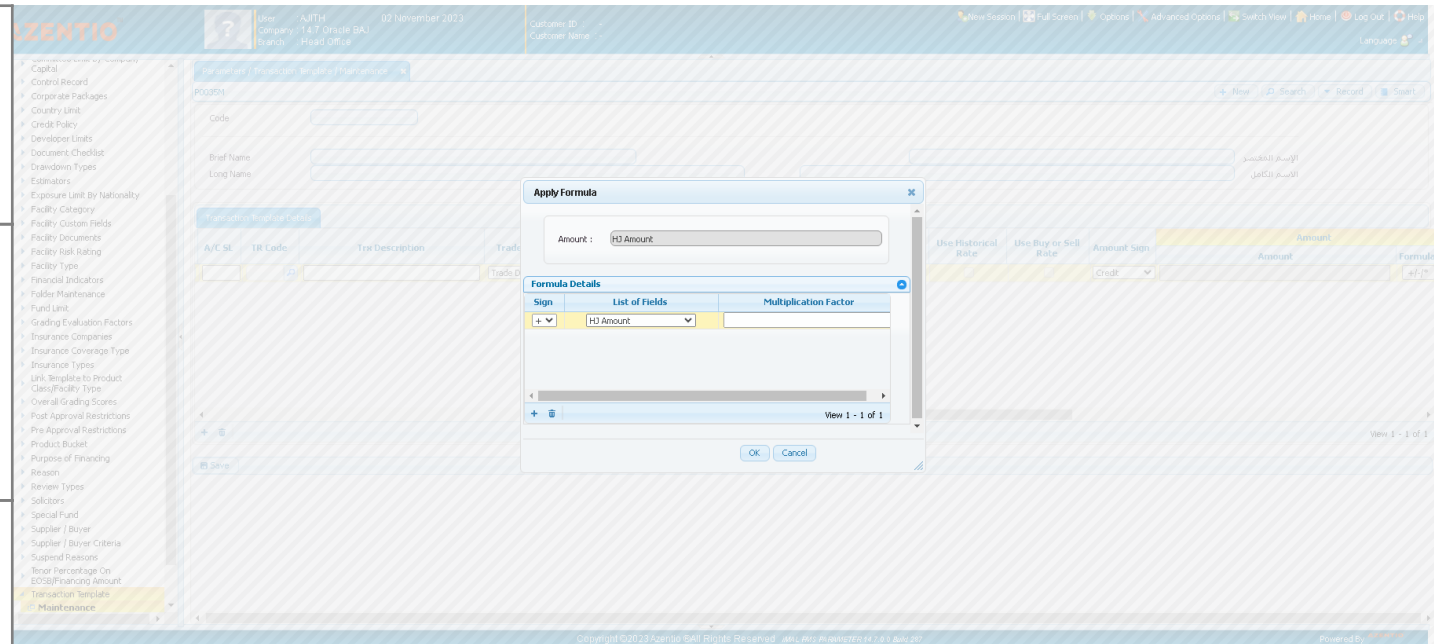 AZENTIO
User : AJITH 02 November 2023
Company : 14.7 Oracle BAJ
Branch : Head Office
Customer ID : -
Customer Name : -
New Session | Full Screen | Options | Advanced Options | Switch View | Home | Log Out | Help
Language
Capital
Control Record
Corporate Packages
Country Limit
Credit Policy
Developer Limits
Document Checklist
Drawdown Types
Estimators
Exposure Limit By Nationality
Facility Category
Facility Custom Fields
Facility Documents
Facility Risk Rating
Facility Type
Financial Indicators
Folder Maintenance
Fund Limit
Grading Evaluation Factors
Insurance Companies
Insurance Coverage Type
Insurance Types
Link Template to Product
Class/Facility Type
Overall Grading Scores
Post Approval Restrictions
Pre Approval Restrictions
Product Bucket
Purpose of Financing
Reason
Review Types
Solicitors
Special Fund
Supplier / Buyer
Supplier / Buyer Criteria
Suspend Reasons
Tenor Percentage On
EOSB/Financing Amount
Transaction Template
Maintenance
Parameters / Transaction Template / Maintenance x
P003SM
+ New Search Record Smart
Code
Brief Name
الإسم المختصر
Long Name
الاسم الكامل
Transaction Template Details
A/C St TR Code Trx Description Trade
Use Historical Rate Use Buy or Sell Rate Amount Sign Amount
Amount Formula
Trade D
Credit +/-/*
View 1 - 1 of 1
Save
Apply Formula
Amount : HJ Amount
Formula Details
Sign List of Fields Multiplication Factor
+ HJ Amount
View 1 - 1 of 1
OK Cancel
Copyright ©2023 Azentio ®All Rights Reserved
Powered By